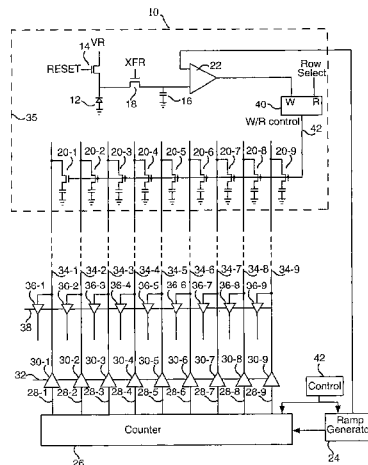 10
VR
14
RESET
XFR
22
Row
Select
12
18
16
40
W R
W/R control
35
42
20-1 20-2 20-3 20-4 20-5 20-6 20-7 20-8 20-9
34-1 34-2 34-3 34-4 34-5 34-6 34-7 34-8 34-9
36-1 36-2 36-3 36-4 36-5 36-6 36-7 36-8 36-9
38
30-1 30-2 30-3 30-4 30-5 30-6 30-7 30-8 30-9
32
42
Control
28-1 28-2 28-3 28-4 28-5 28-6 28-7 28-8 28-9
Counter
Ramp
Generator
26
24